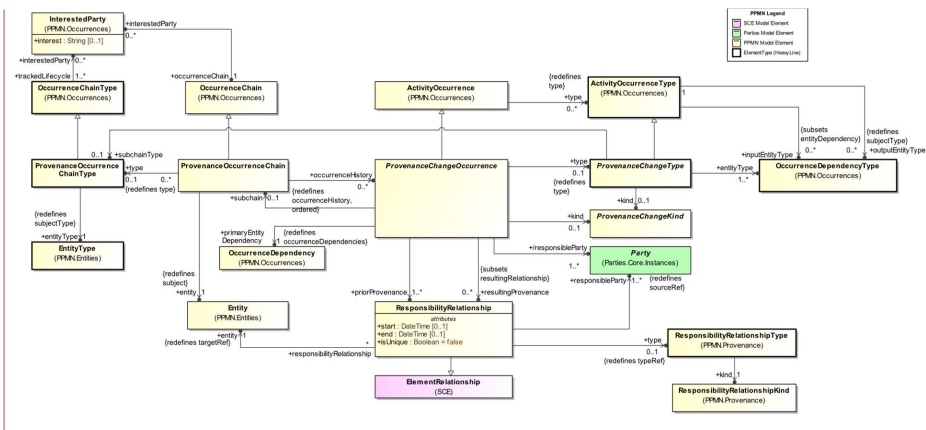 PPMN Legend
SCE Model Element
Parties Model Element
PPMN Model Element
ElementType (HeavyLine)
InterestedParty
(PPMN.Occurrences)
+interest : String [0..1]
+interestedParty
0..*
+interestedParty 0..*
+trackedLifecycle 1..*
+occurrenceChain 1
OccurrenceChainType
(PPMN.Occurrences)
OccurrenceChain
(PPMN.Occurrences)
ActivityOccurrence
(PPMN.Occurrences)
{redefines
type}
+type
0..*
ActivityOccurrenceType
(PPMN.Occurrences)
1
{subsets
entityDependency}
0..*
{redefines
subjectType}
0..*
+outputEntityType
+inputEntityType
0..1
+subchainType
ProvenanceOccurrence
ChainType
+type
0..1
0..*
{redefines type}
ProvenanceOccurrenceChain
+occurrenceHistory
0..*
+subchain 0..1
{redefines
occurrenceHistory,
ordered}
ProvenanceChangeOccurrence
+type
0..1
{redefines
type}
ProvenanceChangeType
+entityType
1..*
OccurrenceDependencyType
(PPMN.Occurrences)
+kind 0..1
+kind
0..1
ProvenanceChangeKind
{redefines
subjectType}
+entityType 1
EntityType
(PPMN.Entities)
+primaryEntity
Dependency
1
{redefines
occurrenceDependencies}
OccurrenceDependency
(PPMN.Occurrences)
+/responsibleParty
1..*
Party
(Parties.Core.Instances)
+responsibleParty 1..*
{redefines
sourceRef}
{redefines
subject}
+entity 1
{subsets
resultingRelationship}
+priorProvenance 1..*
0..*
+resultingProvenance
Entity
(PPMN.Entities)
+entity 1
{redefines targetRef}
*
+responsibilityRelationship
ResponsibilityRelationship
attributes
+start : DateTime [0..1]
+end : DateTime [0..1]
+isUnique : Boolean = false
+type
0..1
{redefines typeRef}
ResponsibilityRelationshipType
(PPMN.Provenance)
+kind 1
ResponsibilityRelationshipKind
(PPMN.Provenance)
ElementRelationship
(SCE)